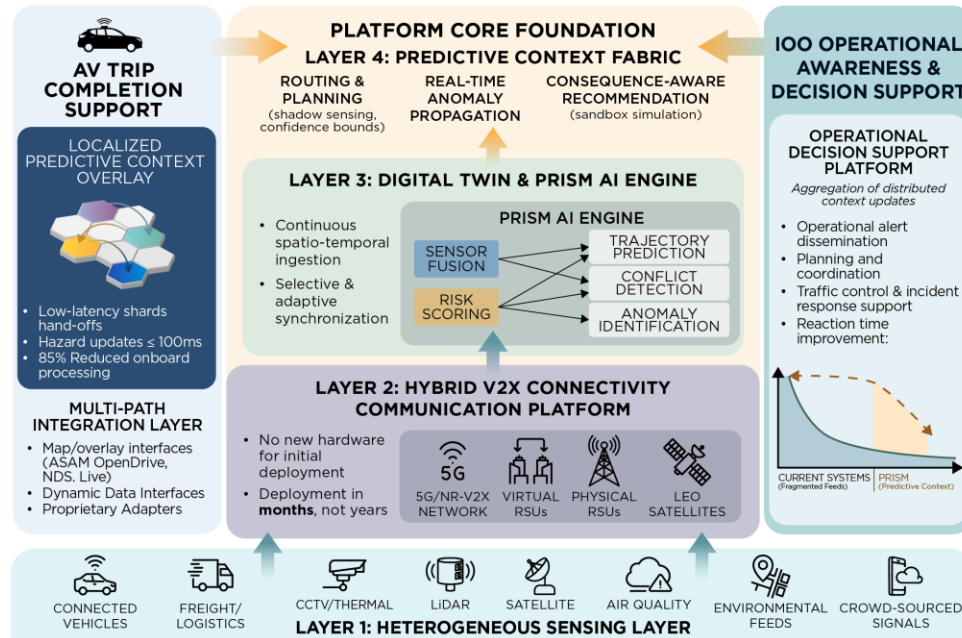 AV TRIP
COMPLETION
SUPPORT
LOCALIZED
PREDICTIVE CONTEXT
OVERLAY
• Low-latency shards
hand-offs
• Hazard updates ≤ 100ms
• 85% Reduced onboard
processing
MULTI-PATH
INTEGRATION LAYER
• Map/overlay interfaces
(ASAM OpenDrive,
NDS. Live)
• Dynamic Data Interfaces
• Proprietary Adapters
PLATFORM CORE FOUNDATION
LAYER 4: PREDICTIVE CONTEXT FABRIC
ROUTING &
PLANNING
(shadow sensing,
confidence bounds)
REAL-TIME
ANOMALY
PROPAGATION
CONSEQUENCE-AWARE
RECOMMENDATION
(sandbox simulation)
LAYER 3: DIGITAL TWIN & PRISM AI ENGINE
• Continuous
spatio-temporal
ingestion
• Selective &
adaptive
synchronization
PRISM AI ENGINE
SENSOR
FUSION
RISK
SCORING
TRAJECTORY
PREDICTION
CONFLICT
DETECTION
ANOMALY
IDENTIFICATION
LAYER 2: HYBRID V2X CONNECTIVITY
COMMUNICATION PLATFORM
• No new hardware
for initial
deployment
• Deployment in
months, not years
5G
5G/NR-V2X
NETWORK
VIRTUAL
RSUs
PHYSICAL
RSUs
LEO
SATELLITES
IOO OPERATIONAL
AWARENESS &
DECISION SUPPORT
OPERATIONAL
DECISION SUPPORT
PLATFORM
Aggregation of distributed
context updates
• Operational alert
dissemination
• Planning and
coordination
• Traffic control & incident
response support
• Reaction time
improvement:
CURRENT SYSTEMS
(Fragmented Feeds)
PRISM
(Predictive Context)
CONNECTED
VEHICLES
FREIGHT/
LOGISTICS
CCTV/THERMAL
LiDAR
SATELLITE
AIR QUALITY
ENVIRONMENTAL
FEEDS
CROWD-SOURCED
SIGNALS
LAYER 1: HETEROGENEOUS SENSING LAYER